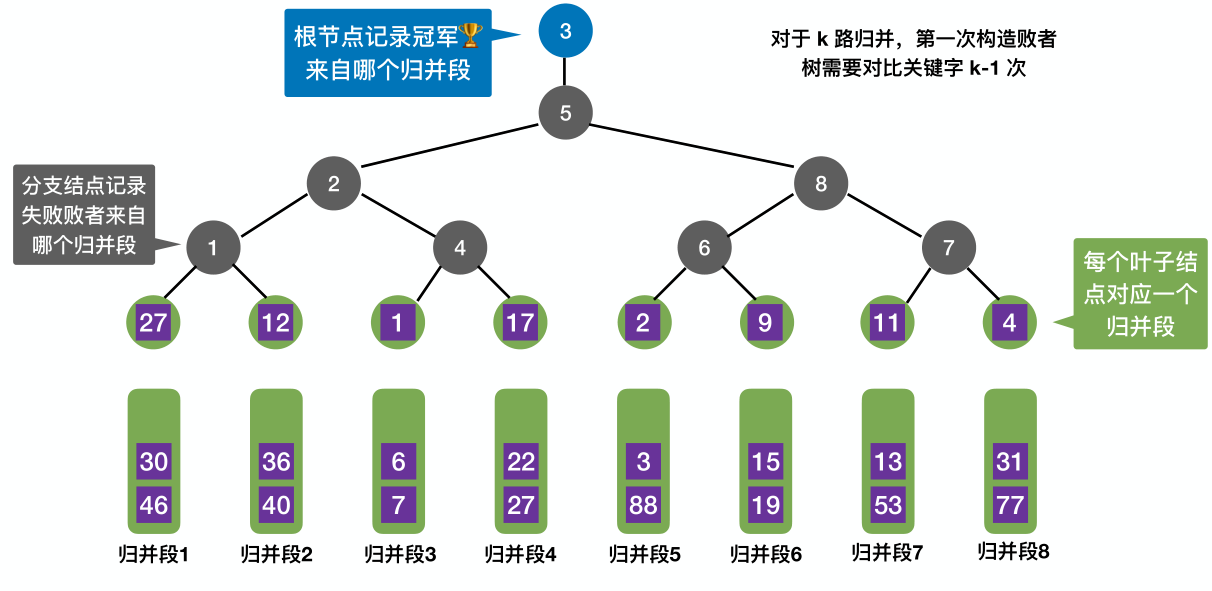 根节点记录冠军🏆
来自哪个归并段
3
对于 k 路归并，第一次构造败者
树需要对比关键字 k-1 次
5
2
8
分支结点记录
失败败者来自
哪个归并段
1
4
6
7
每个叶子结
点对应一个
归并段
27 12 1 17 2 9 11 4
30 36 6 22 3 15 13 31
46 40 7 27 88 19 53 77
归并段1 归并段2 归并段3 归并段4 归并段5 归并段6 归并段7 归并段8